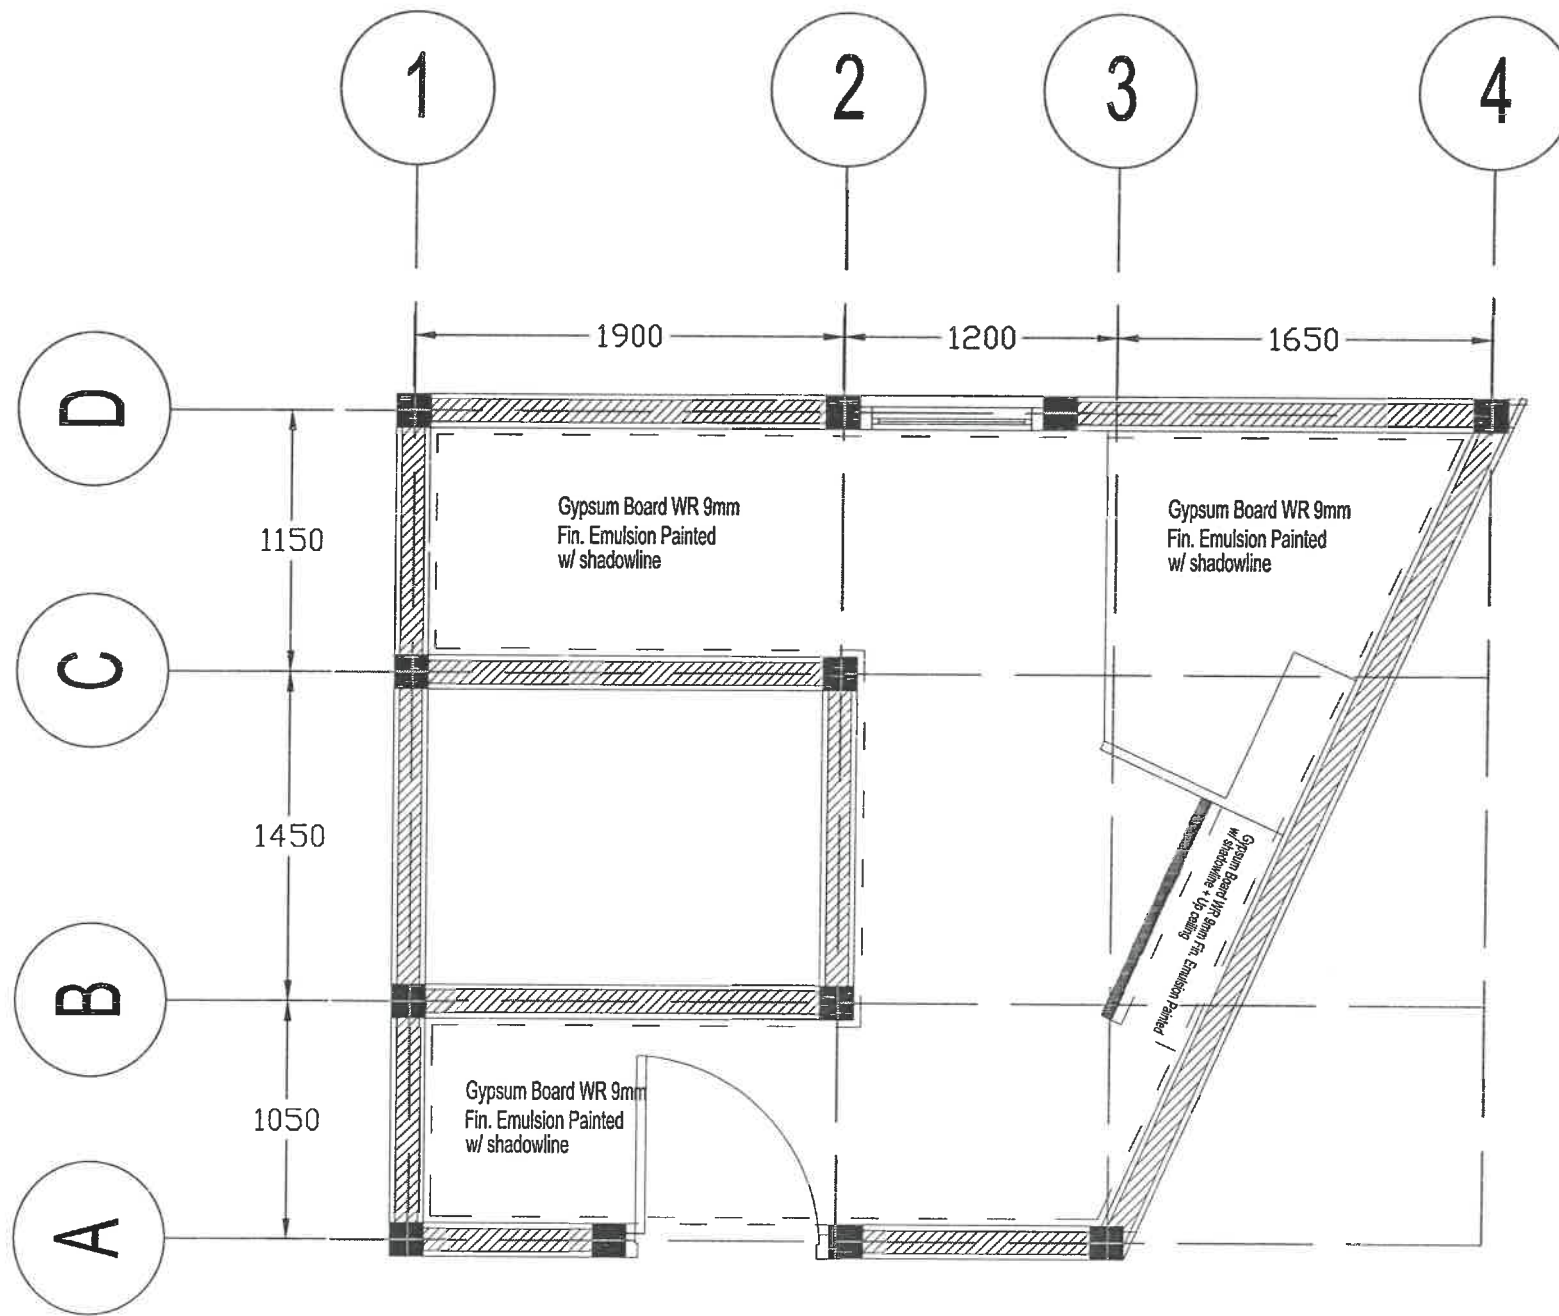 1
2
3
4
1900
1200
1650
D
1150
Gypsum Board WR 9mm
Fin. Emulsion Painted
w/ shadowline
Gypsum Board WR 9mm
Fin. Emulsion Painted
w/ shadowline
C
1450
Gypsum Board WR 9mm Fin. Emulsion Painted
w/ shadowline + Up ceiling
B
1050
Gypsum Board WR 9mm
Fin. Emulsion Painted
w/ shadowline
A